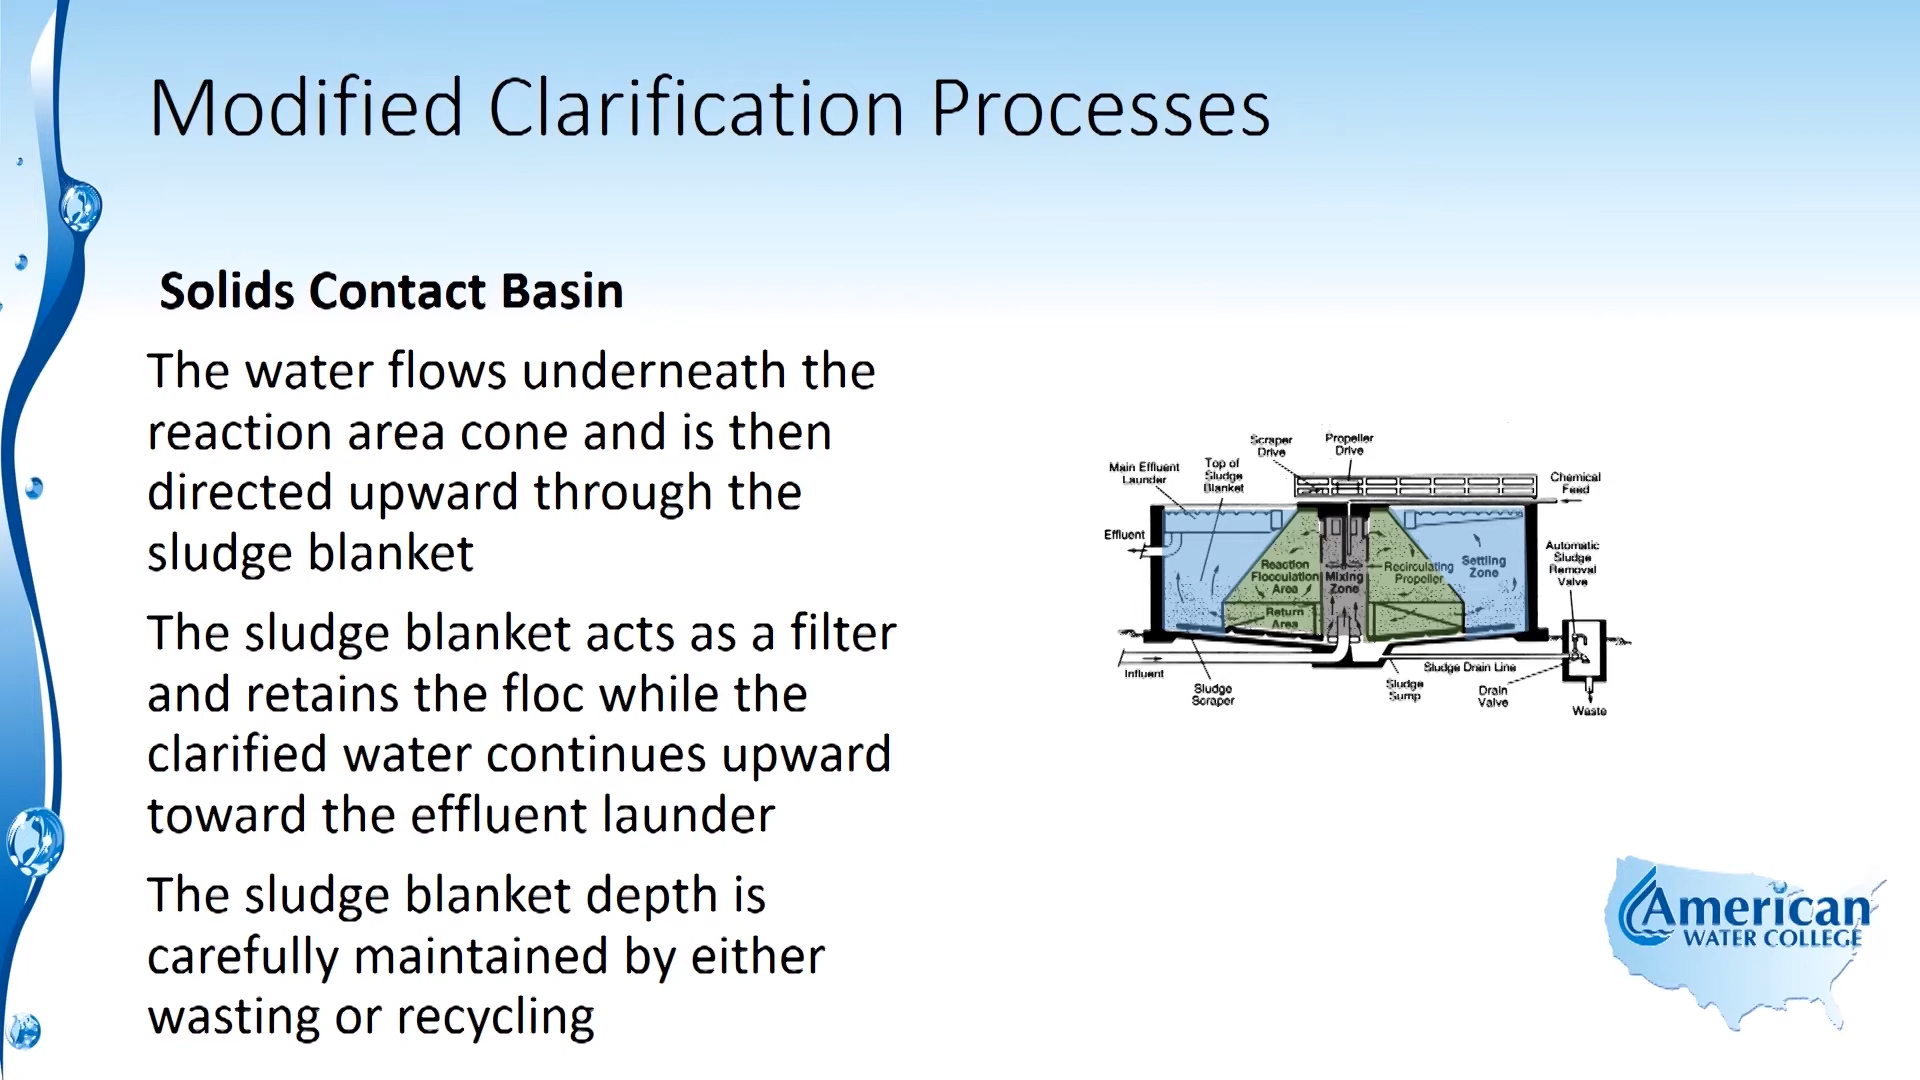 Modified Clarification Processes
Solids Contact Basin
The water flows underneath the
reaction area cone and is then
directed upward through the
sludge blanket
The sludge blanket acts as a filter
and retains the floc while the
clarified water continues upward
toward the effluent launder
The sludge blanket depth is
carefully maintained by either
wasting or recycling
Scraper
Drive
Propeller
Drive
Main Effluent
Launder
Top of
Sludge
Blanket
Chemical
Feed
Effluent
Automatic
Sludge
Removal
Valve
Reaction
Flocculation
Area
Mixing
Zone
Recirculating
Propeller
Settling
Zone
Return
Area
Influent
Sludge
Scraper
Sludge
Sump
Sludge Drain Line
Drain
Valve
Waste
American
WATER COLLEGE